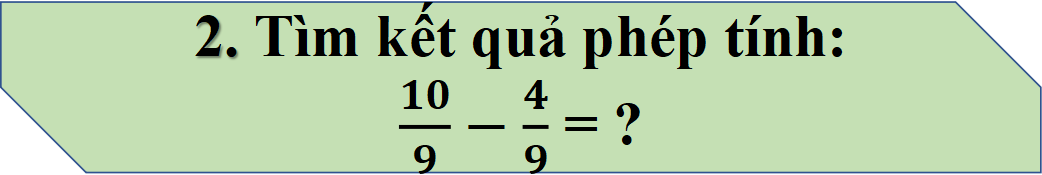 2. Tìm kết quả phép tính:
10/9 − 4/9 = ?